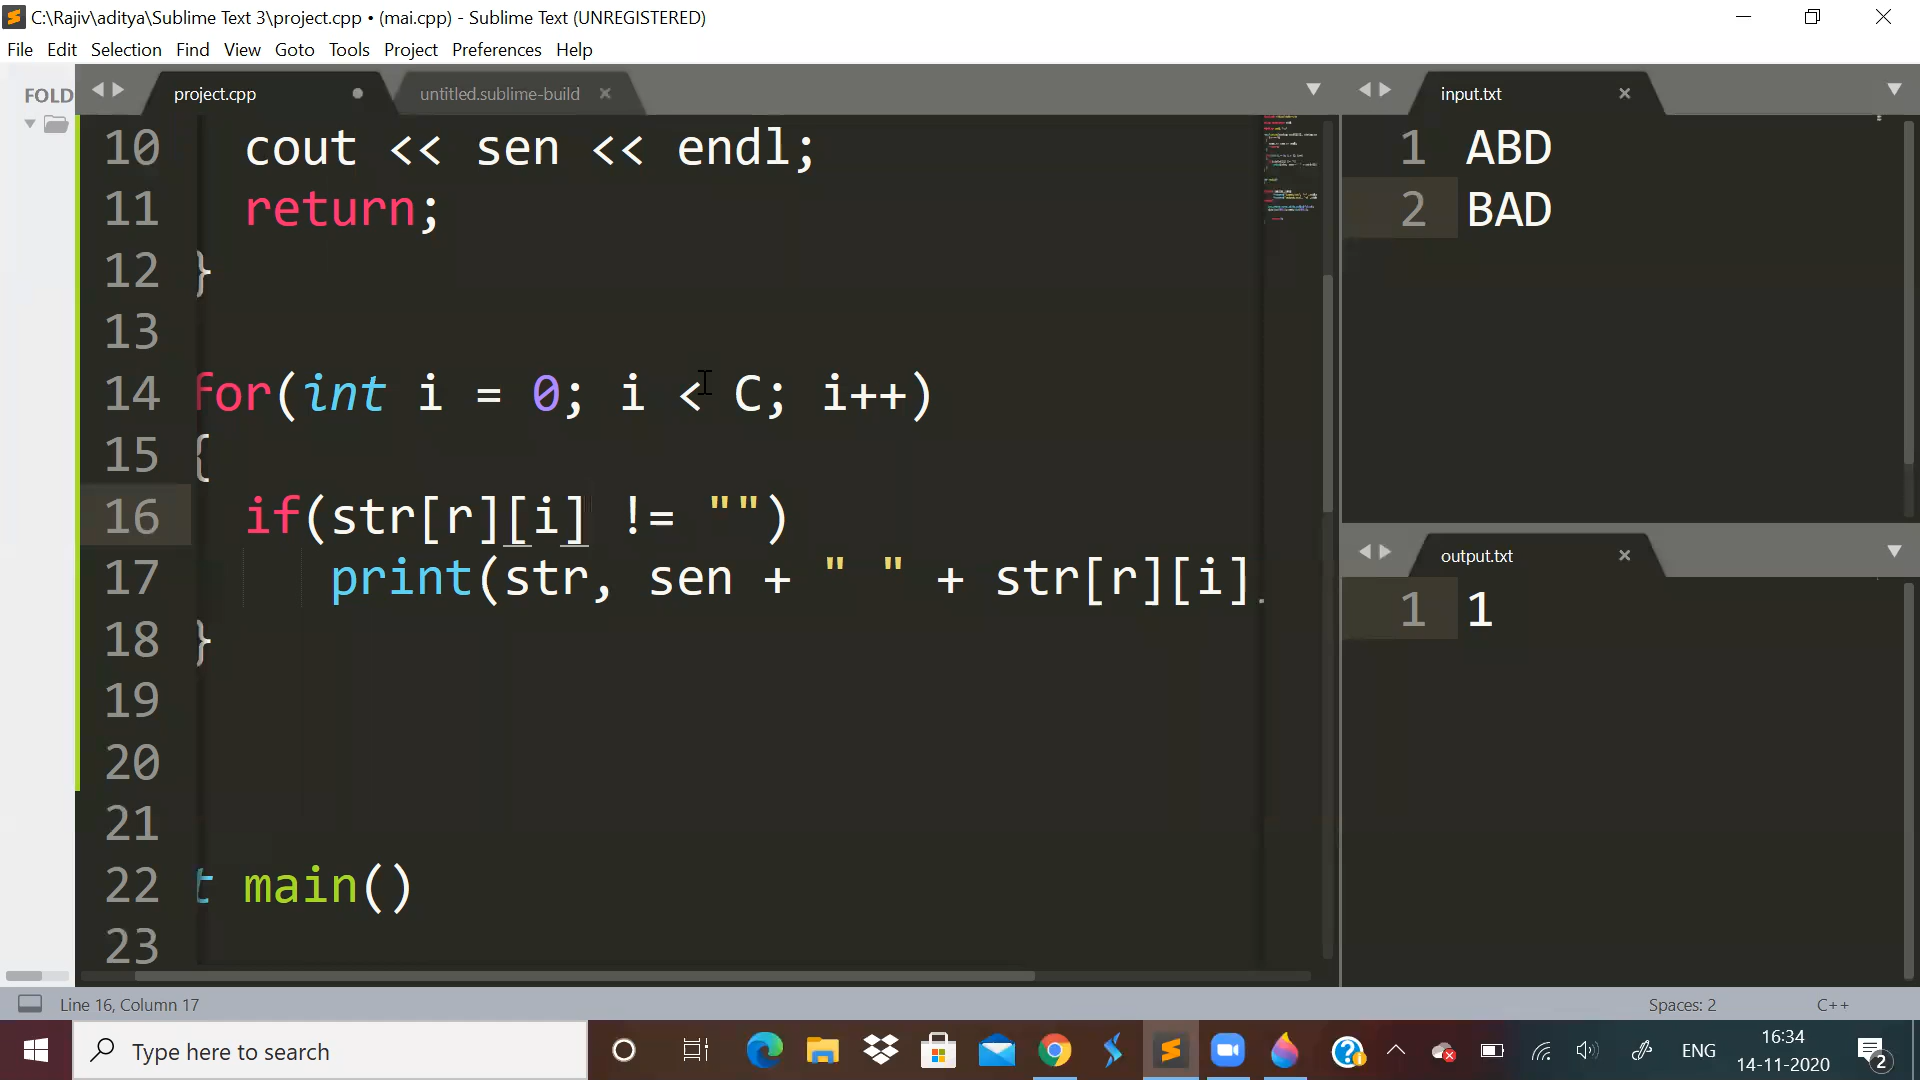 C:\Rajiv\aditya\Sublime Text 3\project.cpp • (mai.cpp) - Sublime Text (UNREGISTERED)
File Edit Selection Find View Goto Tools Project Preferences Help
FOLD
project.cpp
untitled.sublime-build
10 cout << sen << endl;
11 return;
12 }
13
14 for(int i = 0; i < C; i++)
15 {
16 if(str[r][i] != "")
17 print(str, sen + " " + str[r][i]
18 }
19
20
21
22 t main()
23
input.txt
1 ABD
2 BAD
output.txt
1 1
Line 16, Column 17
Spaces: 2
C++
Type here to search
ENG
16:34
14-11-2020
2